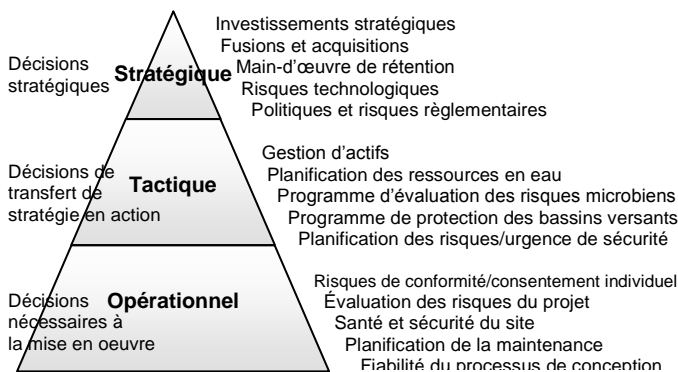 Investissements stratégiques
Fusions et acquisitions
Main-d'œuvre de rétention
Risques technologiques
Politiques et risques règlementaires
Décisions
stratégiques
Stratégique
Gestion d'actifs
Planification des ressources en eau
Programme d'évaluation des risques microbiens
Programme de protection des bassins versants
Planification des risques/urgence de sécurité
Décisions de
transfert de
stratégie en action
Tactique
Risques de conformité/consentement individuel
Évaluation des risques du projet
Santé et sécurité du site
Planification de la maintenance
Fiabilité du processus de conception
Décisions
nécessaires à
la mise en oeuvre
Opérationnel